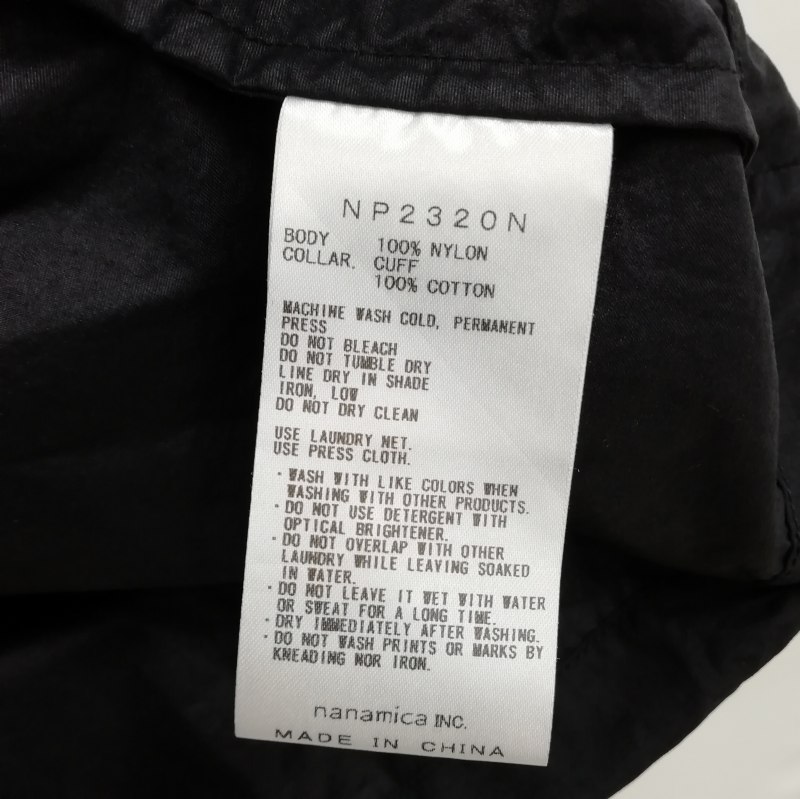 NP2320N
BODY 100% NYLON
COLLAR. CUFF
100% COTTON
MACHINE WASH COLD, PERMANENT
PRESS
DO NOT BLEACH
DO NOT TUMBLE DRY
LINE DRY IN SHADE
IRON, LOW
DO NOT DRY CLEAN
USE LAUNDRY NET.
USE PRESS CLOTH.
・WASH WITH LIKE COLORS WHEN
WASHING WITH OTHER PRODUCTS.
・DO NOT USE DETERGENT WITH
OPTICAL BRIGHTENER.
・DO NOT OVERLAP WITH OTHER
LAUNDRY WHILE LEAVING SOAKED
IN WATER.
・DO NOT LEAVE IT WET WITH WATER
OR SWEAT FOR A LONG TIME.
・DRY IMMEDIATELY AFTER WASHING.
・DO NOT WASH PRINTS OR MARKS BY
KNEADING NOR IRON.
nanamica INC.
MADE IN CHINA